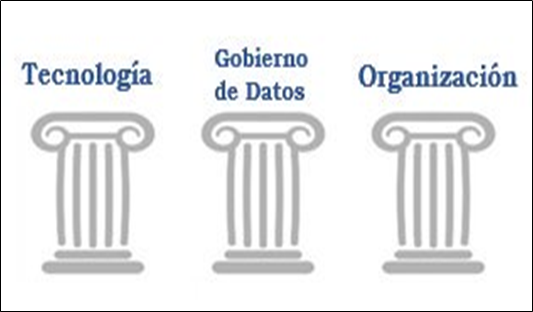 Tecnología
Gobierno
de Datos
Organización